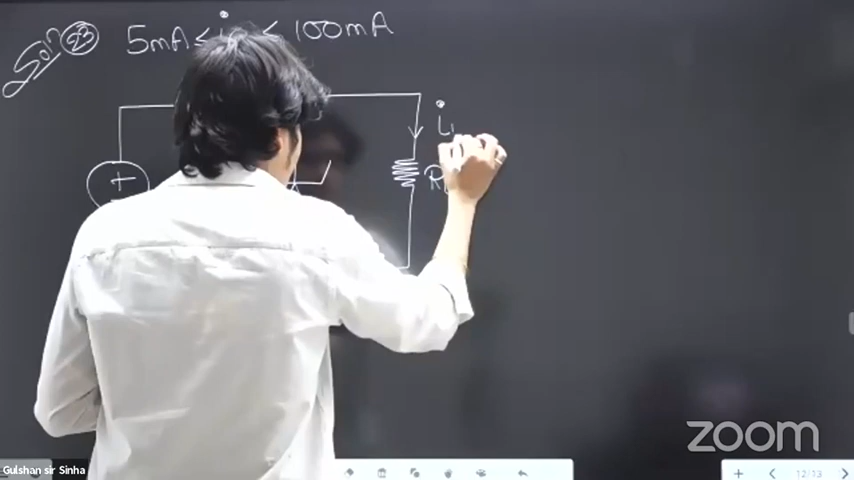 Sol? 23 5mA ≤ i ≤ 100mA
+
i
L
R
zoom
Gulshan sir Sinha
12/13